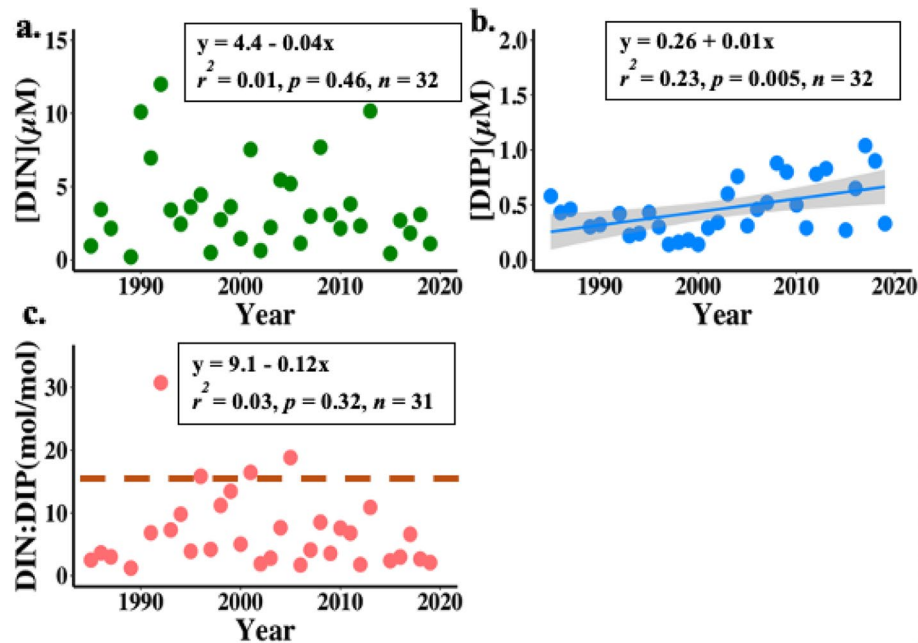 a.
y = 4.4 - 0.04x
r² = 0.01, p = 0.46, n = 32
[DIN](μM)
15
10
5
0
1990
2000
2010
2020
Year
b.
y = 0.26 + 0.01x
r² = 0.23, p = 0.005, n = 32
[DIP](μM)
2.0
1.5
1.0
0.5
0.0
1990
2000
2010
2020
Year
c.
y = 9.1 - 0.12x
r² = 0.03, p = 0.32, n = 31
DIN:DIP(mol/mol)
30
20
10
0
1990
2000
2010
2020
Year